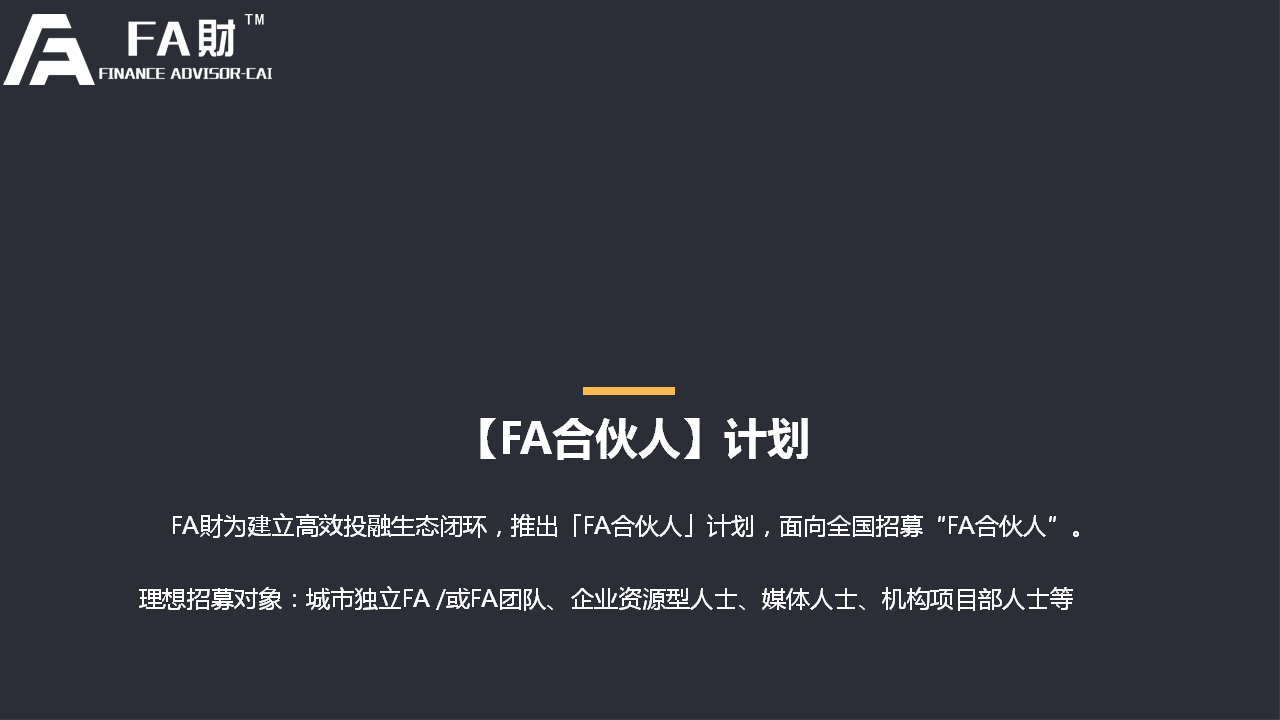 FA財™
FINANCE ADVISOR-CAI
【FA合伙人】计划
FA财为建立高效投融生态闭环，推出「FA合伙人」计划，面向全国招募“FA合伙人”。
理想招募对象：城市独立FA /或FA团队、企业资源型人士、媒体人士、机构项目部人士等